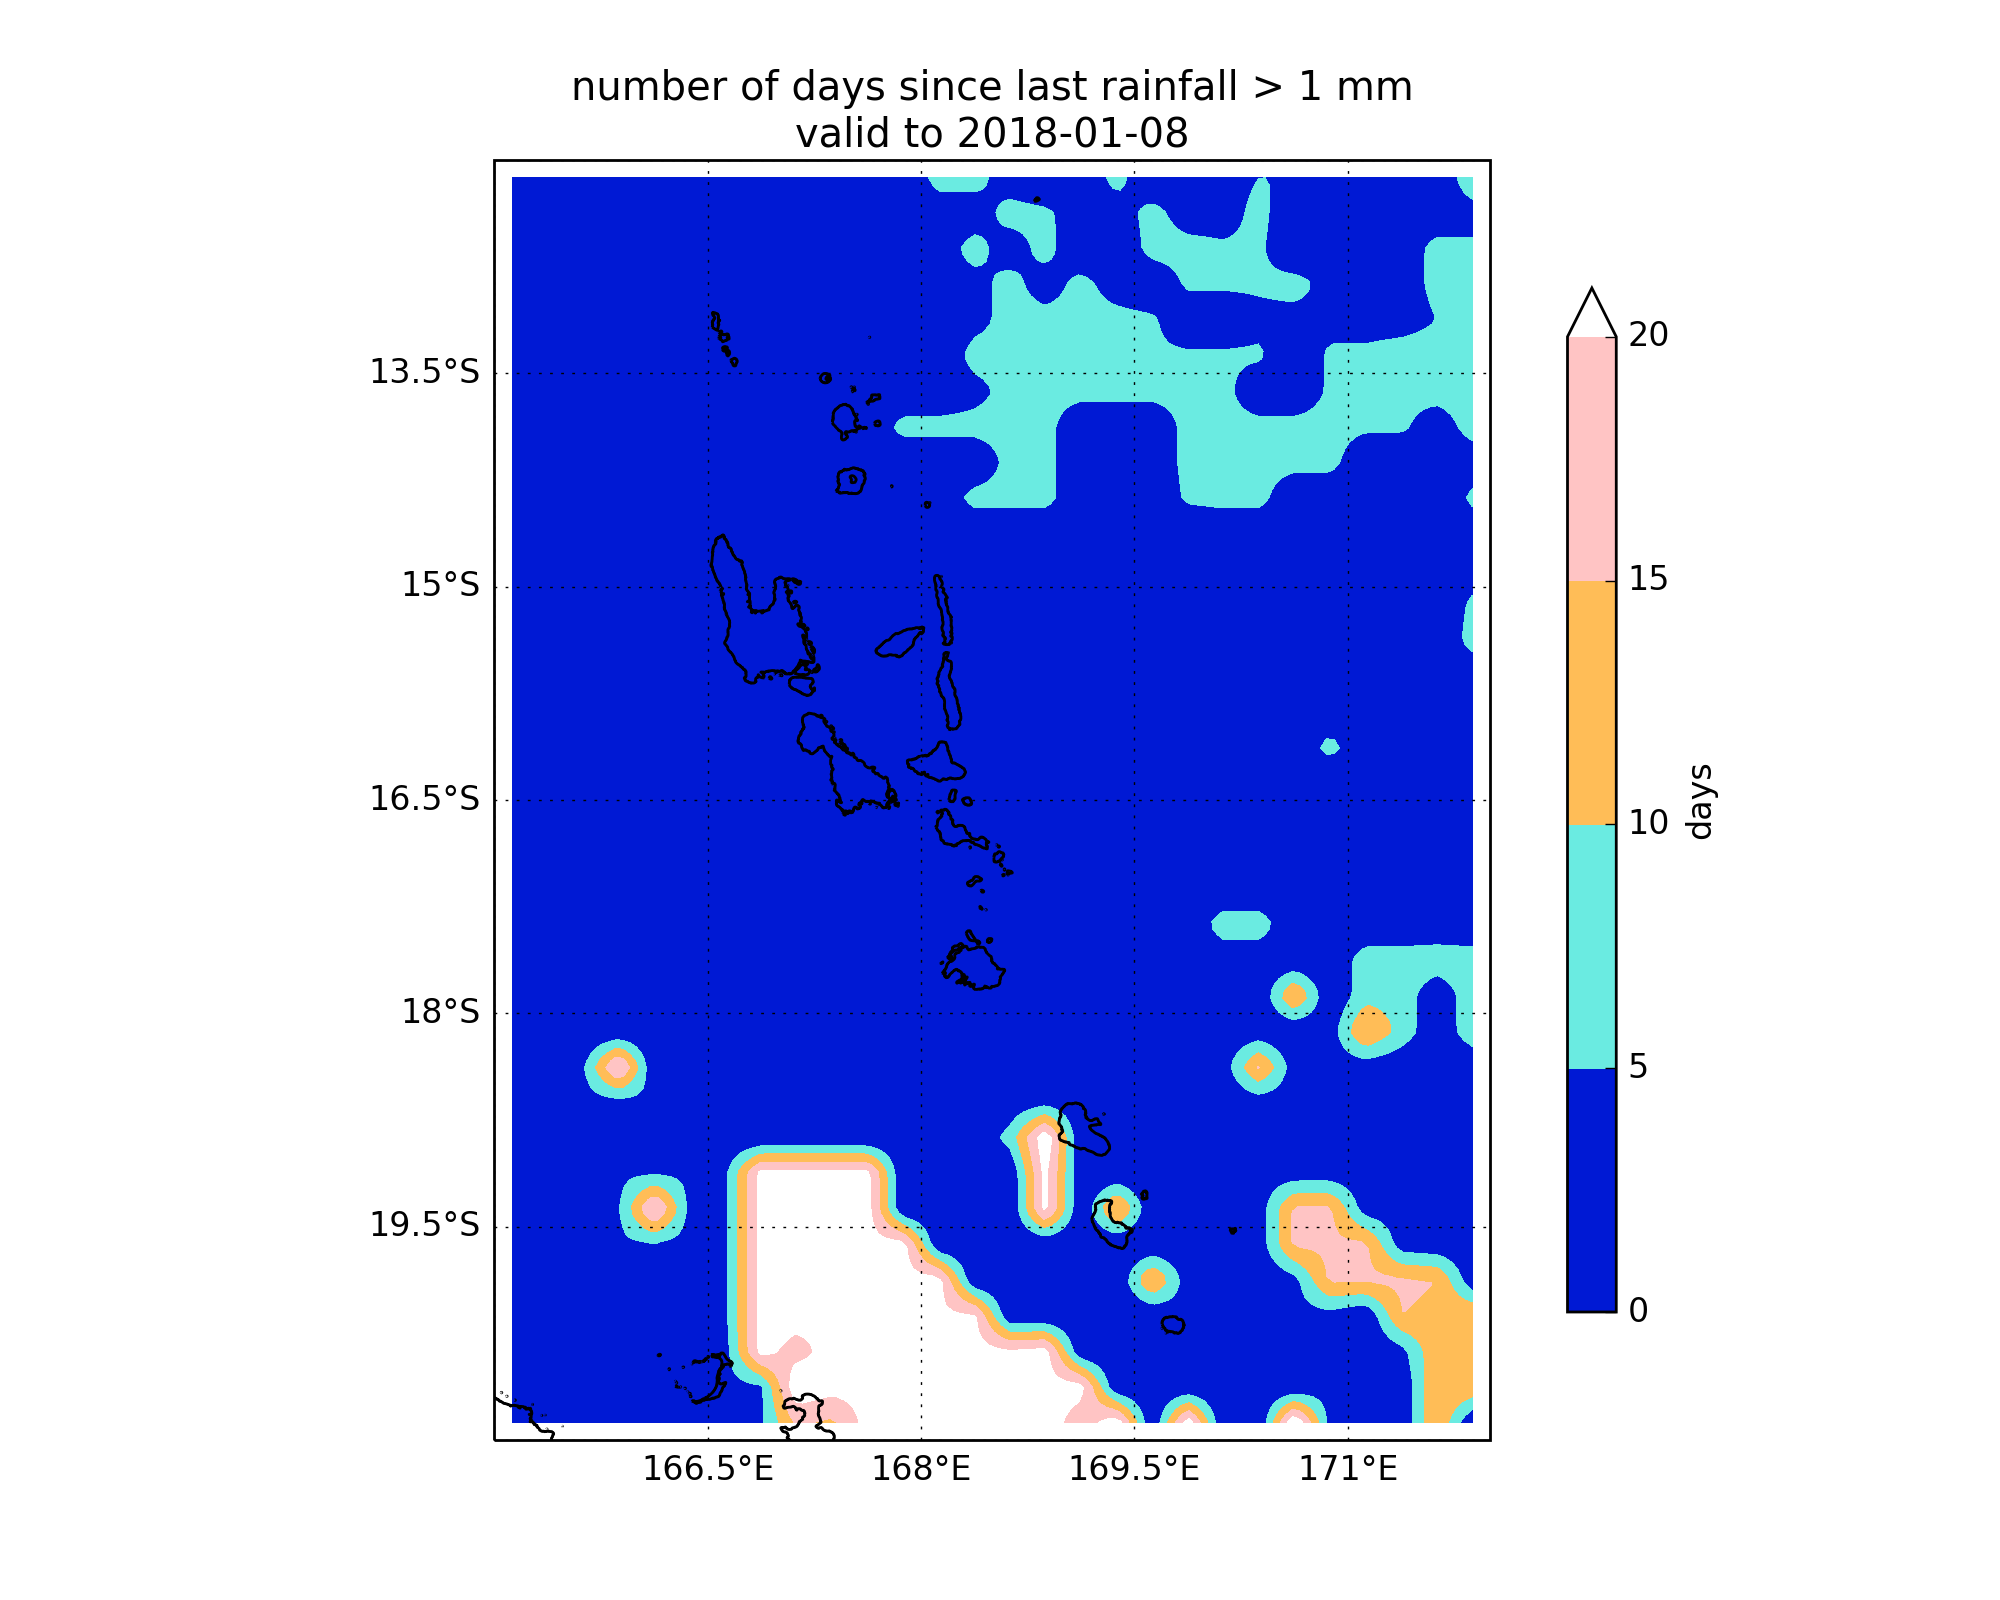 number of days since last rainfall > 1 mm
valid to 2018-01-08
13.5°S
15°S
16.5°S
18°S
19.5°S
166.5°E
168°E
169.5°E
171°E
20
15
10
5
0
days